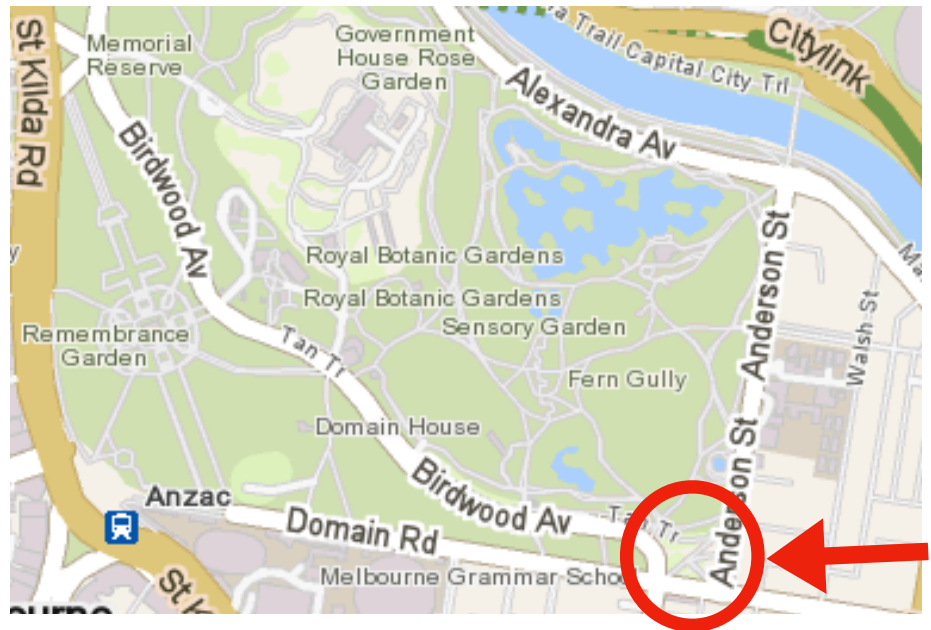 St Kilda Rd
Memorial
Reserve
Government
House Rose
Garden
Trail Capital City Trl
Citylink
Alexandra Av
Birdwood Av
Anderson St
Royal Botanic Gardens
Royal Botanic Gardens
Sensory Garden
Walsh St
Remembrance
Garden
Tan Tr
Fern Gully
Domain House
Anderson St
Birdwood Av
Anzac
Tan Tr
Domain Rd
Melbourne Grammar
St